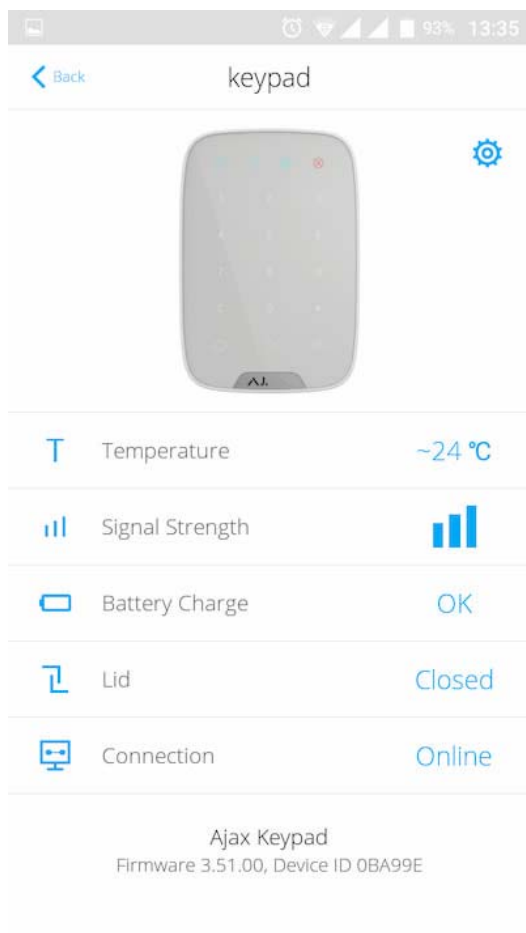 93% 13:35
Back keypad
Temperature ~24 °C
Signal Strength
Battery Charge OK
Lid Closed
Connection Online
Ajax Keypad
Firmware 3.51.00, Device ID 0BA99E